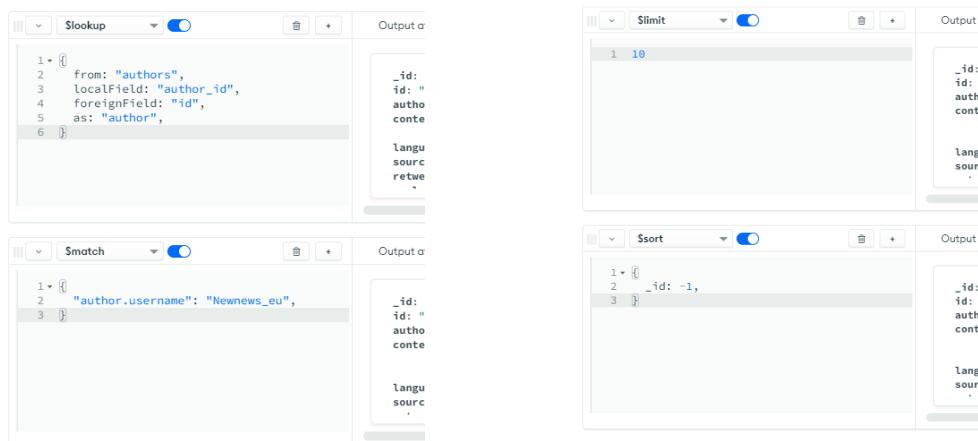 $lookup
Output
1 {
2 from: "authors",
3 localField: "author_id",
4 foreignField: "id",
5 as: "author",
6 }
_id:
id: "
autho
conte
langu
sourc
retwe
$match
Output
1 {
2 "author.username": "Newnews_eu",
3 }
_id:
id: "
autho
conte
langu
sourc
$limit
Output
1 10
_id:
id:
auth
cont
lang
sour
$sort
Output
1 {
2 _id: -1,
3 }
_id:
id:
auth
cont
lang
sour